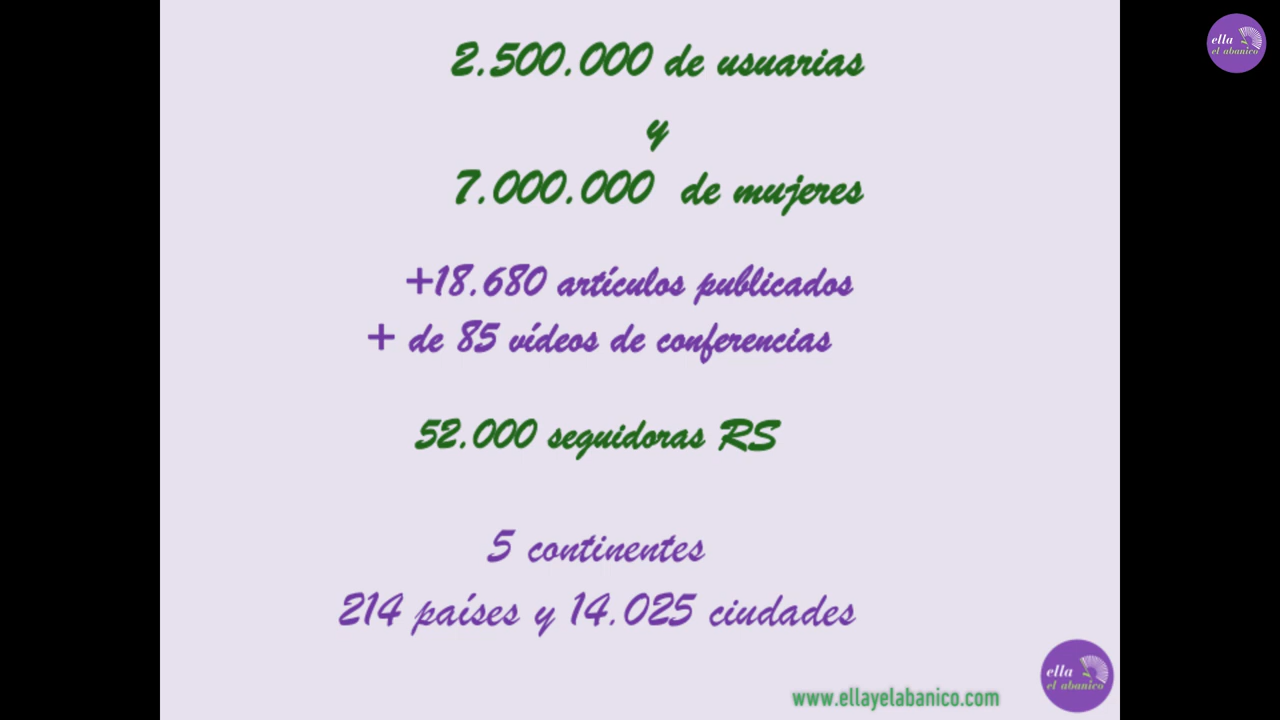 2.500.000 de usuarias
y
7.000.000 de mujeres
+18.680 artículos publicados
+ de 85 vídeos de conferencias
52.000 seguidoras RS
5 continentes
214 países y 14.025 ciudades
www.ellayelabanico.com
ella
el abanico
ella
el abanico